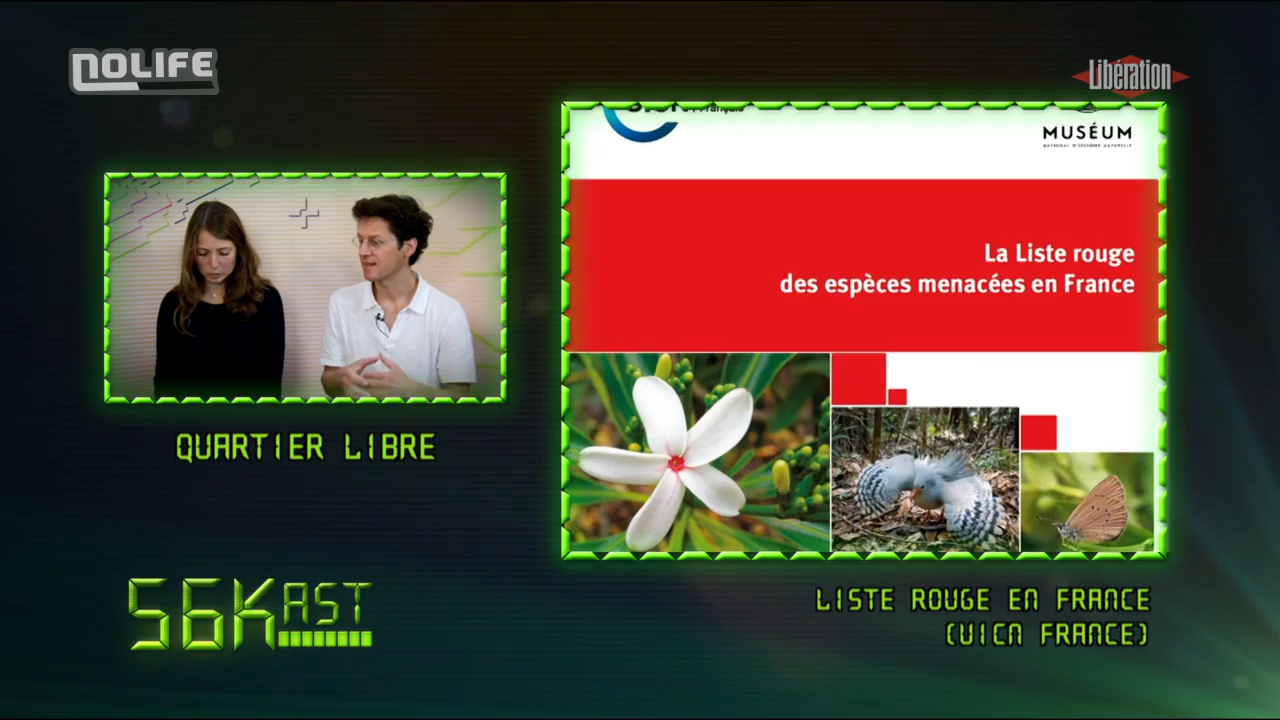 NOLIFE
Libération
MUSÉUM
La Liste rouge
des espèces menacées en France
QUARTIER LIBRE
56KAST
LISTE ROUGE EN FRANCE
(UICN FRANCE)